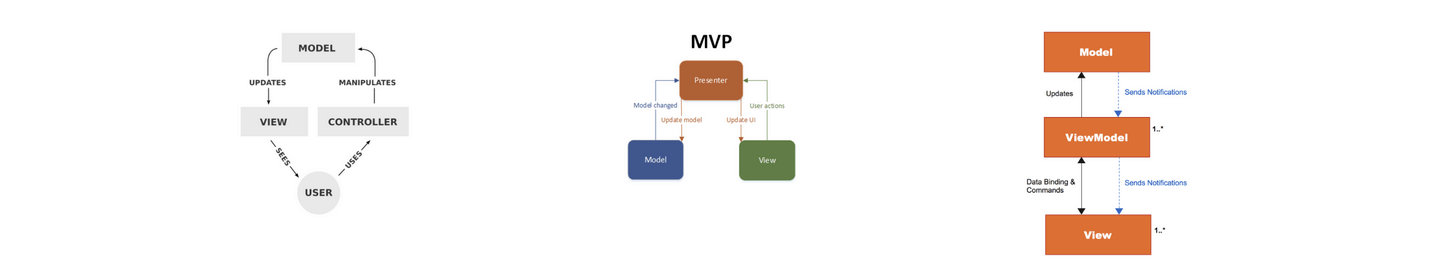 MODEL
UPDATES
MANIPULATES
VIEW
CONTROLLER
SEES
USES
USER
MVP
Presenter
Model changed
User actions
Update model
Update UI
Model
View
Model
Updates
Sends Notifications
ViewModel
1..*
Data Binding &
Commands
Sends Notifications
View
1..*